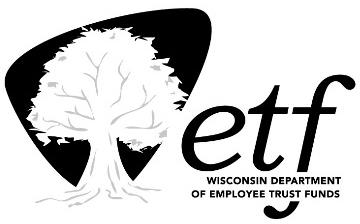 etf
WISCONSIN DEPARTMENT
OF EMPLOYEE TRUST FUNDS